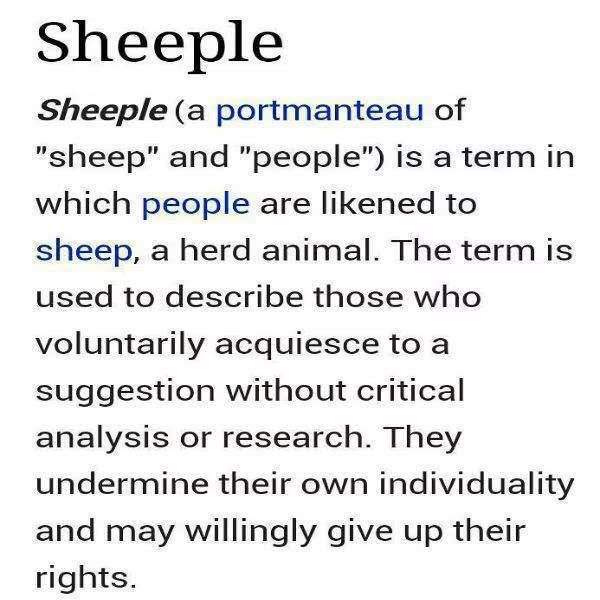 Sheeple
Sheeple (a portmanteau of
"sheep" and "people") is a term in
which people are likened to
sheep, a herd animal. The term is
used to describe those who
voluntarily acquiesce to a
suggestion without critical
analysis or research. They
undermine their own individuality
and may willingly give up their
rights.